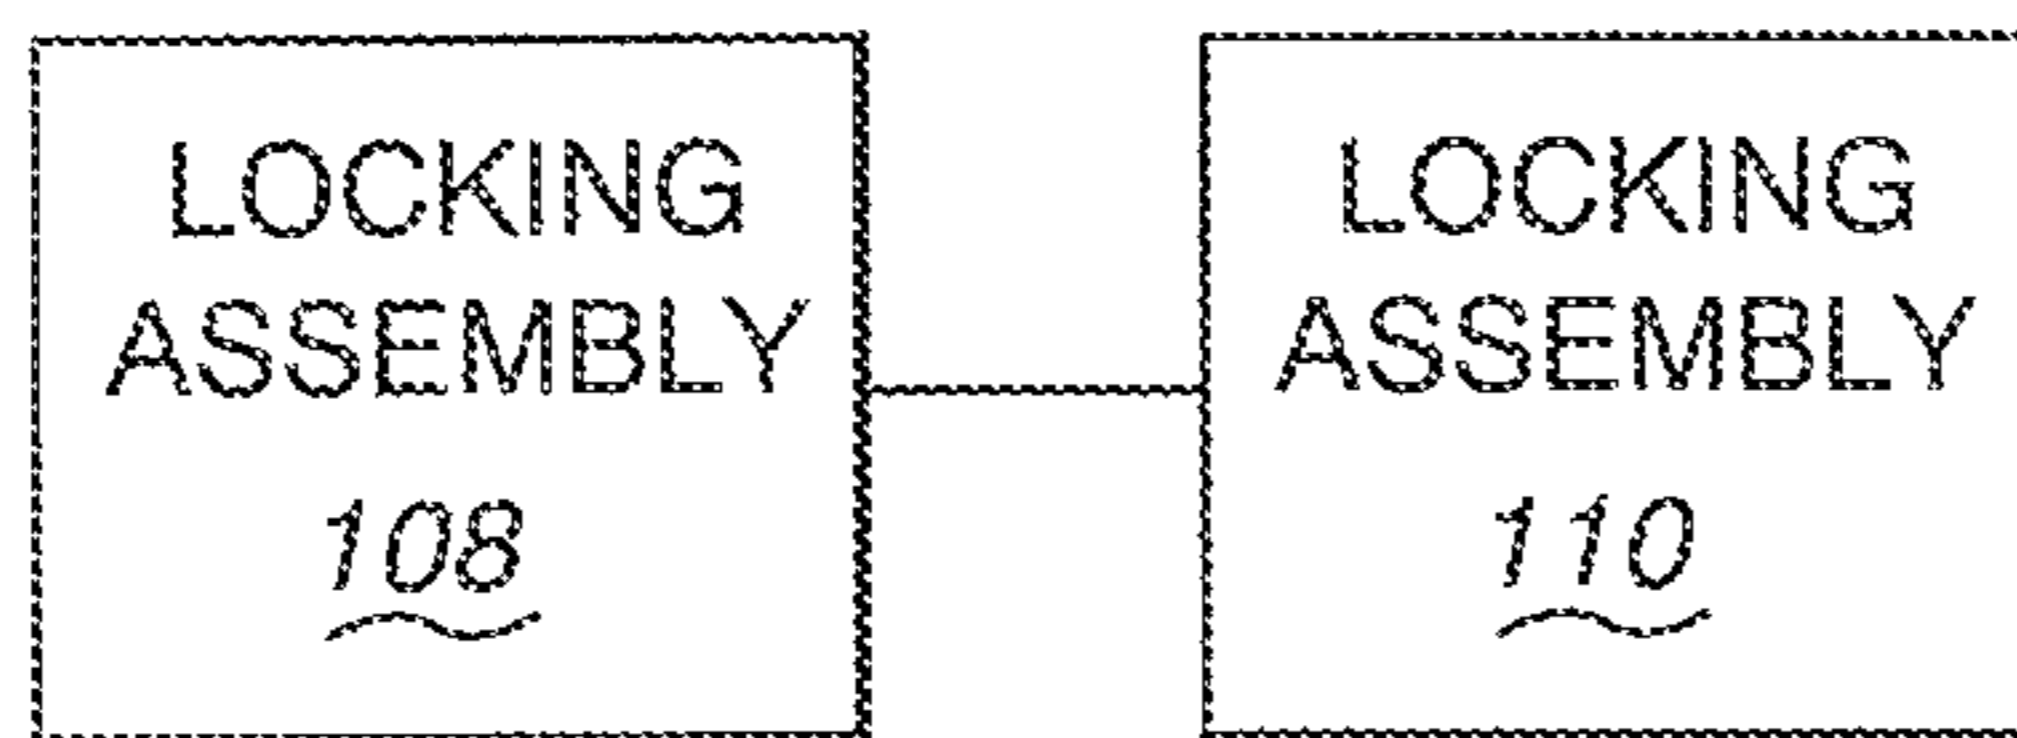 LOCKING
ASSEMBLY
108
LOCKING
ASSEMBLY
110